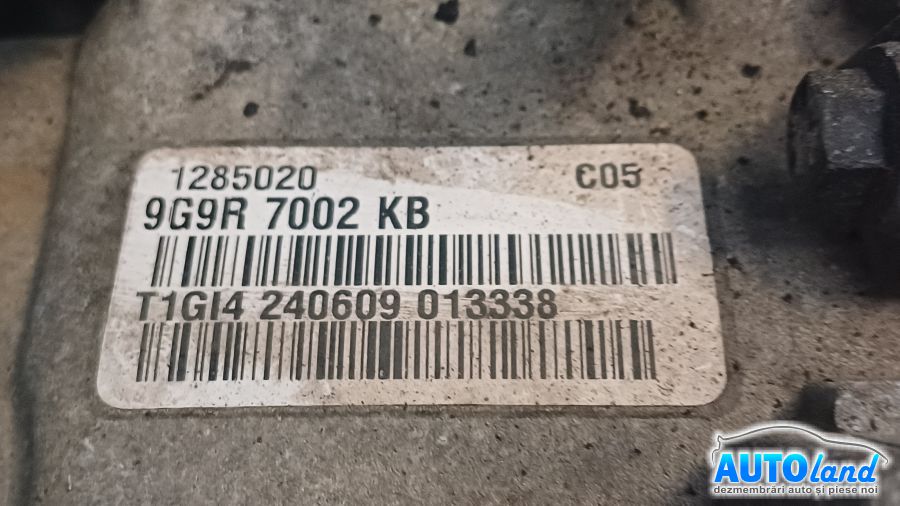 1285020 C05
9G9R 7002 KB
T1GI4 240609 013338
AUTOland
dezmembrări auto și piese noi